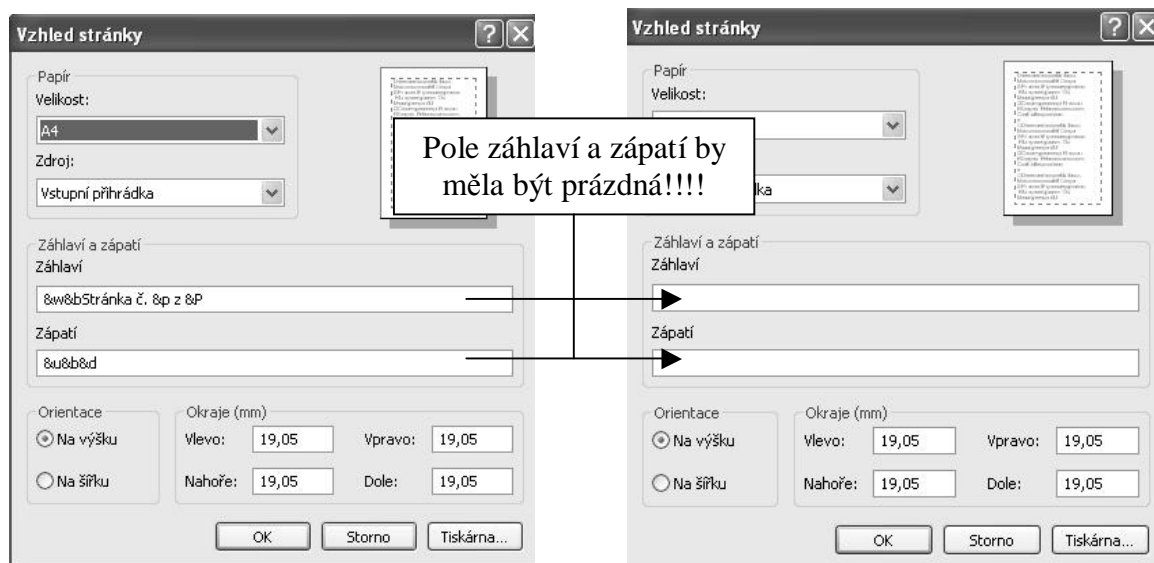 Vzhled stránky
Papír
Velikost:
A4
Zdroj:
Vstupní přihrádka
Záhlaví a zápatí
Záhlaví
&w&bStránka č. &p z &P
Zápatí
&u&b&d
Orientace
Na výšku
Na šířku
Okraje (mm)
Vlevo: 19,05 Vpravo: 19,05
Nahoře: 19,05 Dole: 19,05
OK Storno Tiskárna...
Pole záhlaví a zápatí by
měla být prázdná!!!!
Vzhled stránky
Papír
Velikost:
Záhlaví a zápatí
Záhlaví
Zápatí
Orientace
Na výšku
Na šířku
Okraje (mm)
Vlevo: 19,05 Vpravo: 19,05
Nahoře: 19,05 Dole: 19,05
OK Storno Tiskárna...